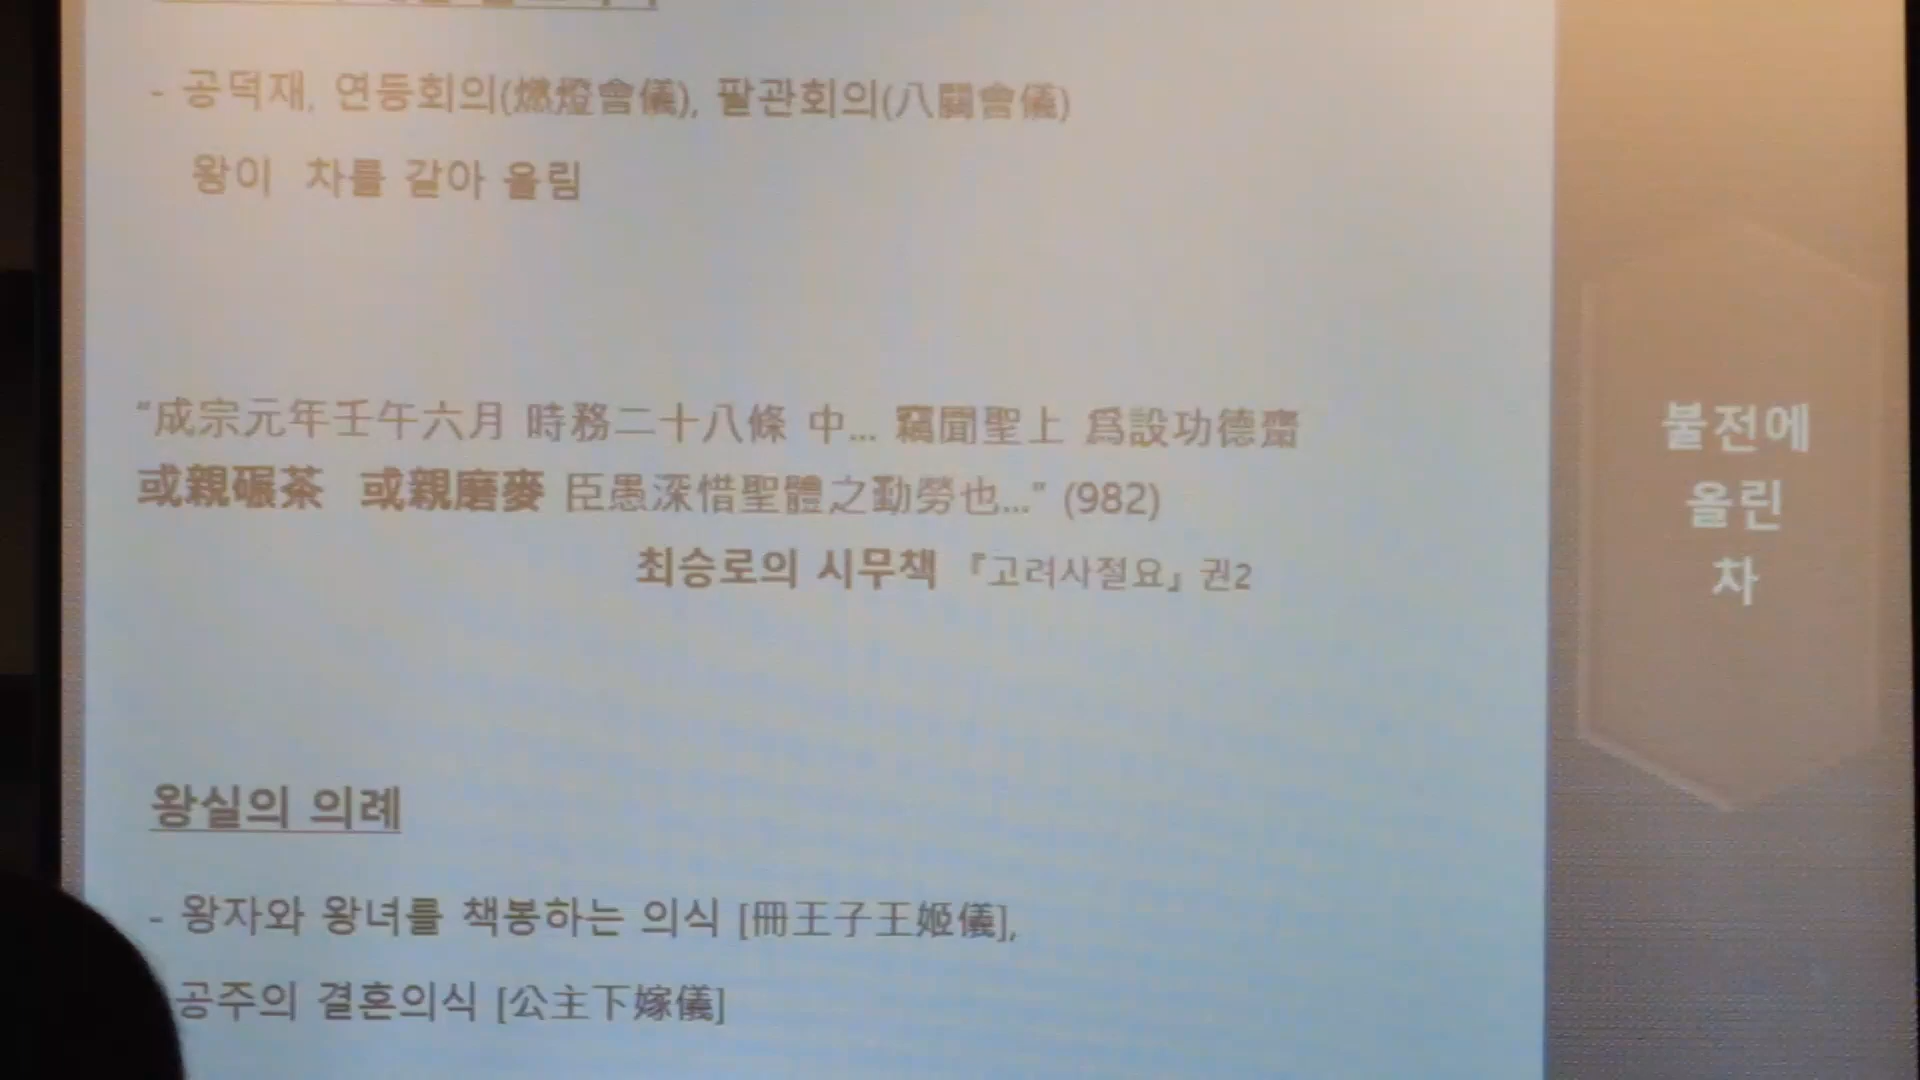 - 공덕재, 연등회의(燃燈會儀), 팔관회의(八關會儀)
왕이 차를 갈아 올림
“成宗元年壬午六月 時務二十八條 中... 竊聞聖上 爲設功德齋
或親碾茶 或親磨麥 臣愚深惜聖體之勤勞也...” (982)
최승로의 시무책 『고려사절요』 권2
왕실의 의례
- 왕자와 왕녀를 책봉하는 의식 [冊王子王姬儀],
공주의 결혼의식 [公主下嫁儀]
불전에
올린
차